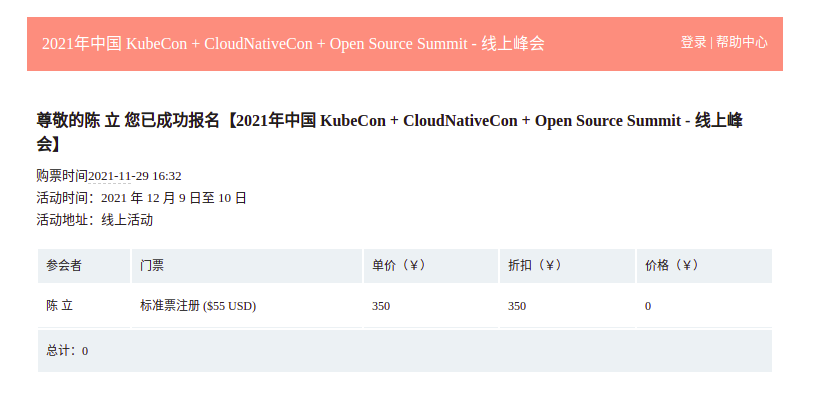 2021年中国 KubeCon + CloudNativeCon + Open Source Summit - 线上峰会
登录 | 帮助中心
尊敬的陈 立 您已成功报名【2021年中国 KubeCon + CloudNativeCon + Open Source Summit - 线上峰
会】
购票时间2021-11-29 16:32
活动时间：2021 年 12 月 9 日至 10 日
活动地址：线上活动
参会者 门票 单价（¥） 折扣（¥） 价格（¥）
陈 立 标准票注册 ($55 USD) 350 350 0
总计：0